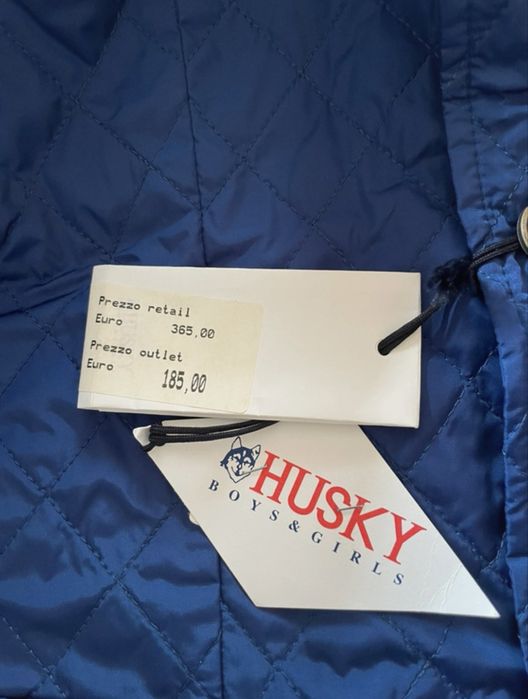 Prezzo retail
Euro 365,00
Prezzo outlet
Euro 185,00
HUSKY
BOYS&GIRLS